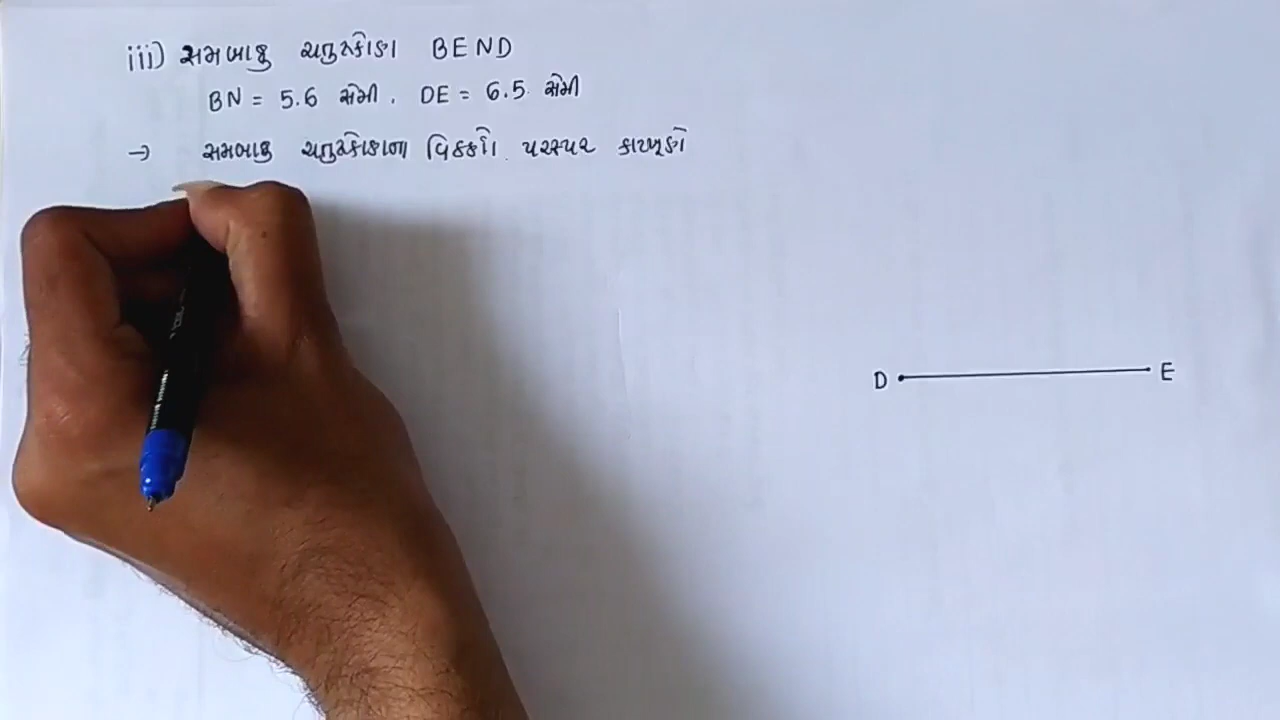 iii) સમબાજુ ચતુષ્કોણ BEND
BN = 5.6 સેમી. DE = 6.5 સેમી
→ સમબાજુ ચતુષ્કોણના વિકર્ણો પરસ્પર કાટખૂણે
D E